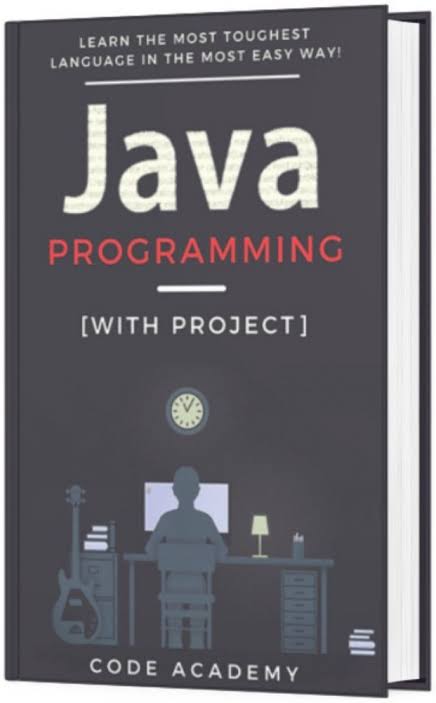 LEARN THE MOST TOUGHEST
LANGUAGE IN THE MOST EASY WAY!
Java
PROGRAMMING
[WITH PROJECT]
CODE ACADEMY